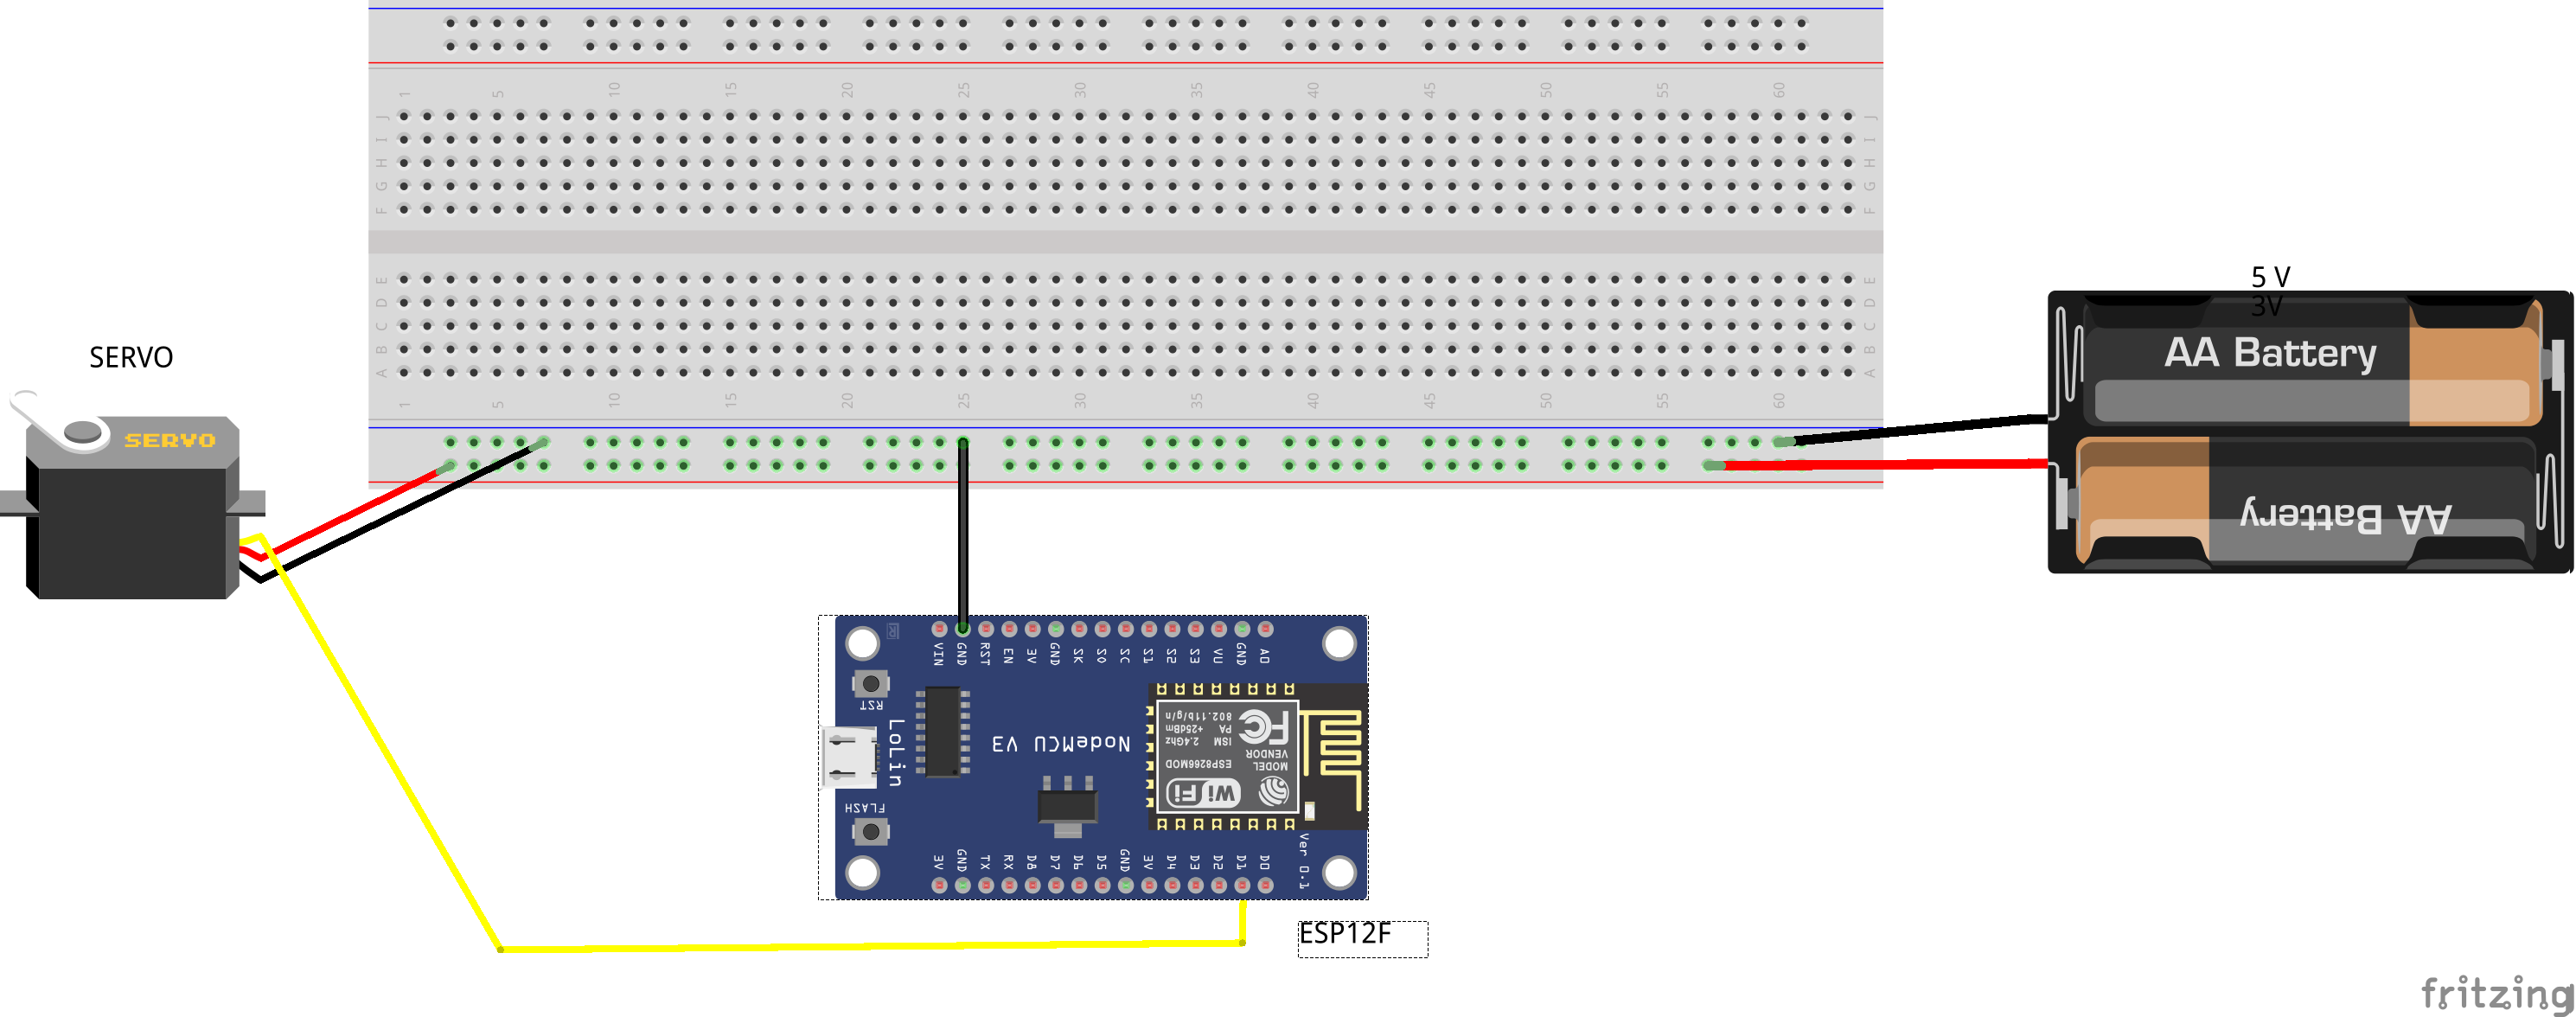 1 5 10 15 20 25 30 35 40 45 50 55 60
J J
I I
H H
G G
F F
E E
D D
C C
B B
A A
1 5 10 15 20 25 30 35 40 45 50 55 60
5 V
3V
AA Battery
AA Battery
SERVO
SERVO
VIN GND RST EN 3V GND SK SO SC S1 S2 S3 VU GND AO
RST
LoLin
FLASH
NodeMCU V3
FC
802.11b/g/n
PA +25dBm
ISM 2.4Ghz
VENDOR
MODEL
ESP8266MOD
WiFi
Ver 0.1
3V GND TX RX D8 D7 D6 D5 GND 3V D4 D3 D2 D1 D0
ESP12F
fritzing